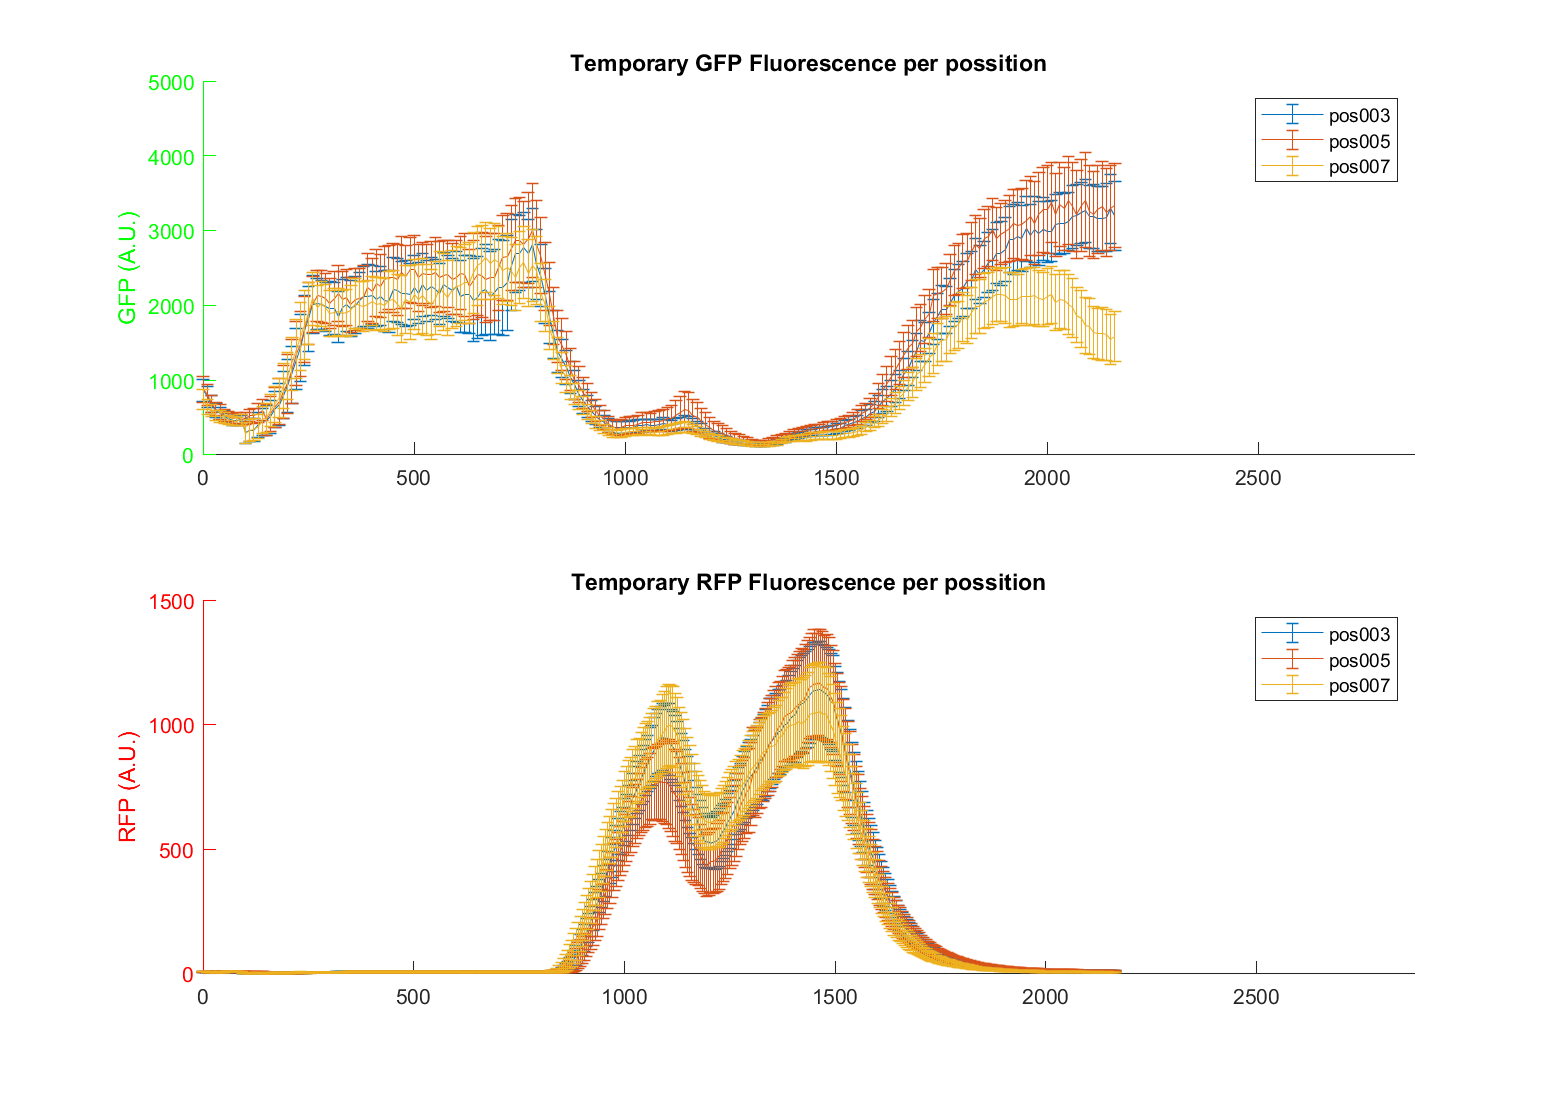 Temporary GFP Fluorescence per possition
5000
4000
3000
2000
1000
0
GFP (A.U.)
0 500 1000 1500 2000 2500
pos003
pos005
pos007
Temporary RFP Fluorescence per possition
1500
1000
500
0
RFP (A.U.)
0 500 1000 1500 2000 2500
pos003
pos005
pos007